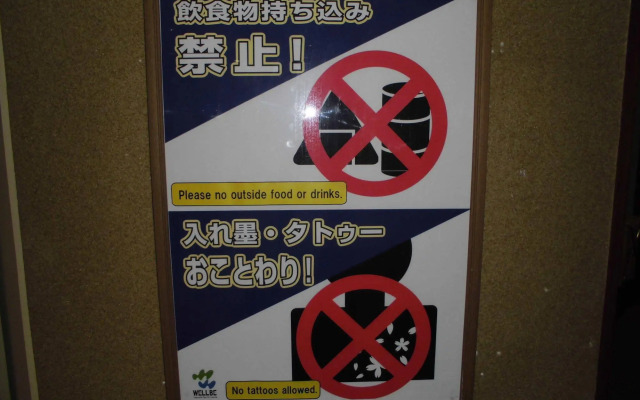 飲食物持ち込み
禁止！
Please no outside food or drinks.
入れ墨・タトゥー
おことわり！
WELLBE
No tattoos allowed.